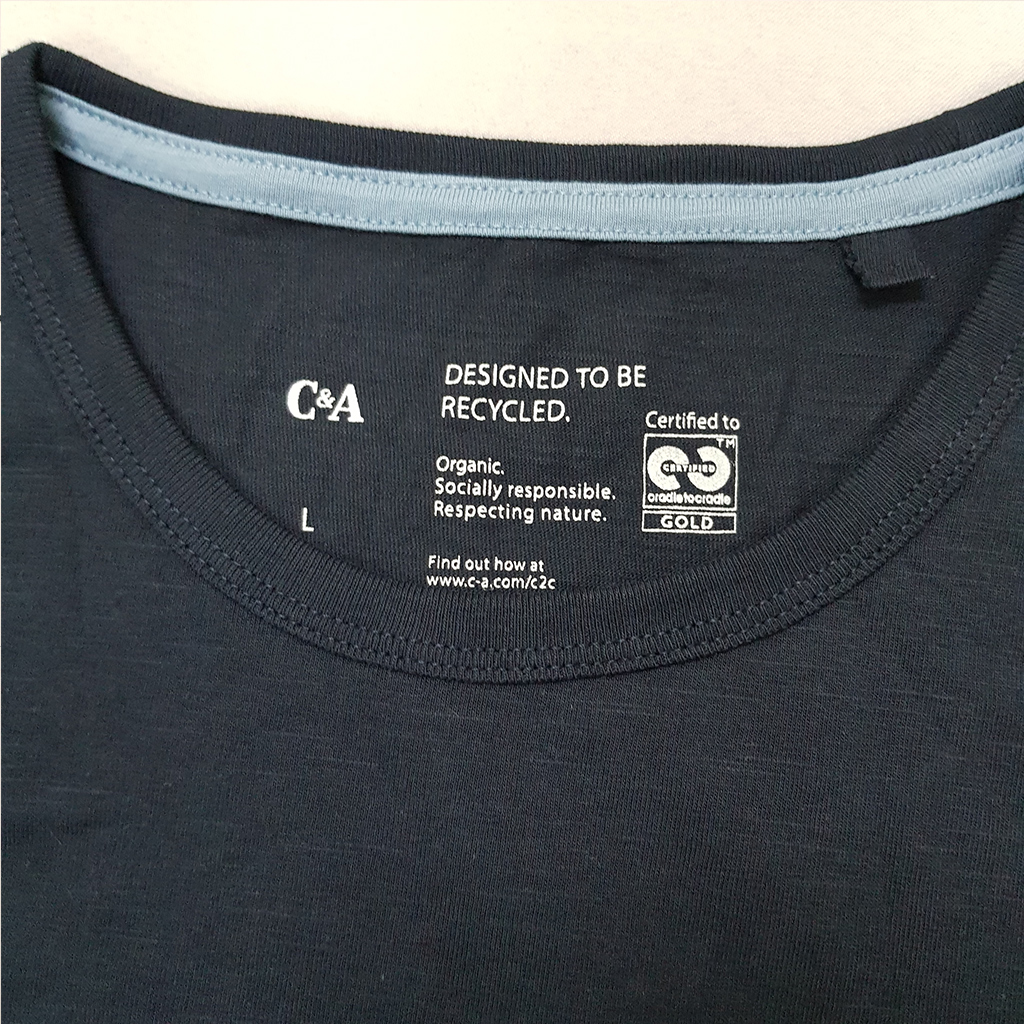 C&A
L
DESIGNED TO BE
RECYCLED.
Organic.
Socially responsible.
Respecting nature.
Find out how at
www.c-a.com/c2c
Certified to
TM
CERTIFIED
cradletocradle
GOLD